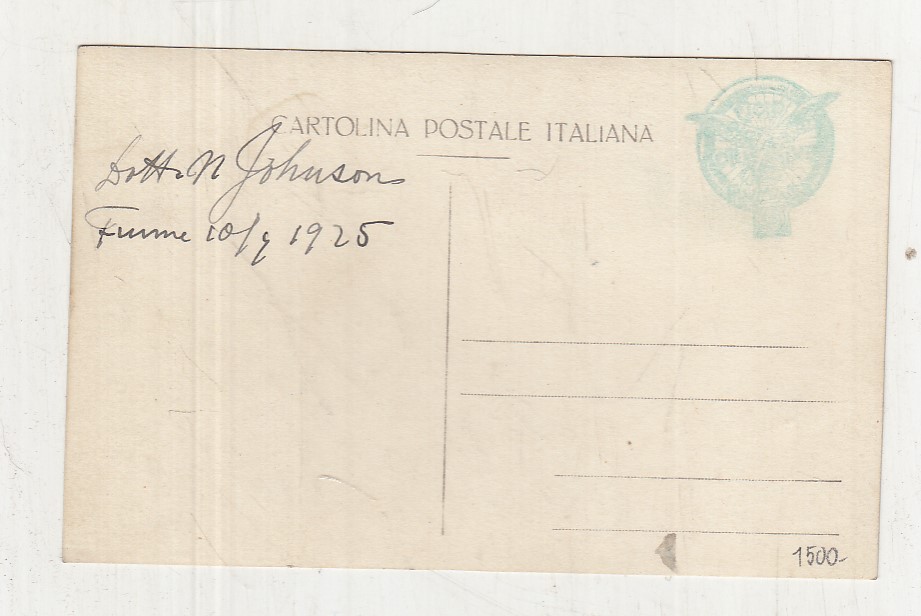 CARTOLINA POSTALE ITALIANA
Dott. N Johnson
Fiume 10/9 1925
1500-